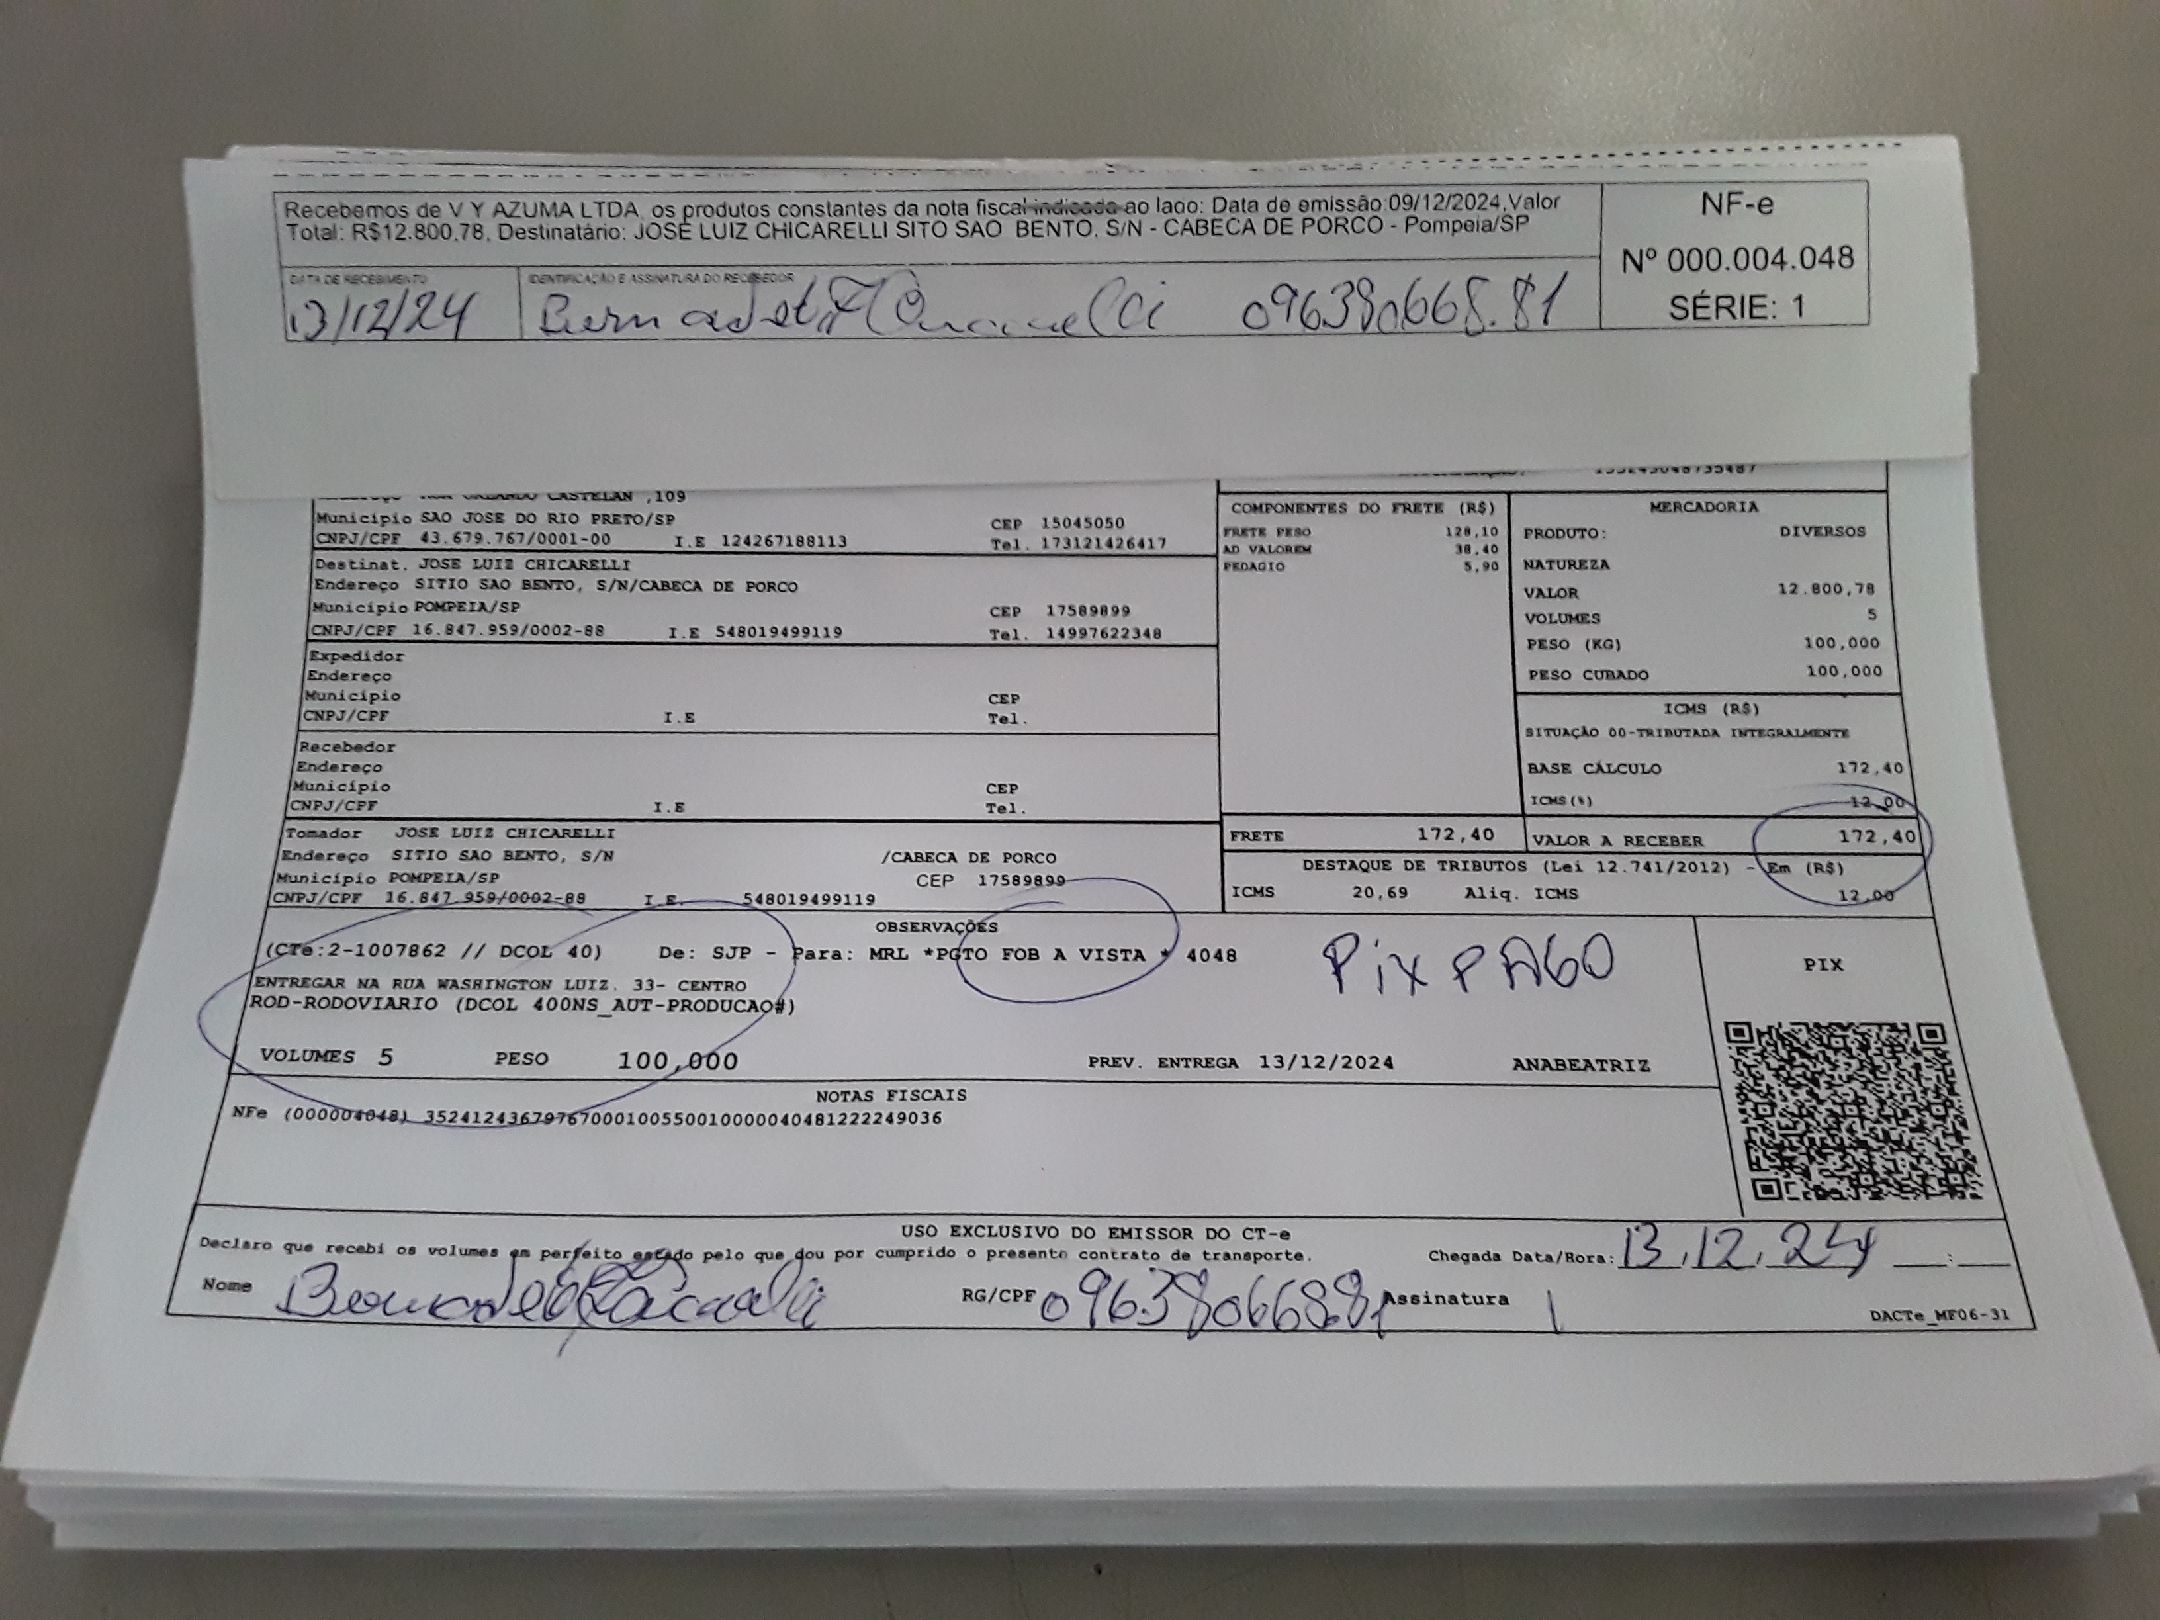 Recebemos de V Y AZUMA LTDA, os produtos constantes da nota fiscal indicada ao lado: Data de emissão:09/12/2024,Valor
Total: R$12.800,78, Destinatário: JOSE LUIZ CHICARELLI SITO SAO BENTO, S/N - CABECA DE PORCO - Pompeia/SP
NF-e
Nº 000.004.048
SÉRIE: 1
DATA DE RECEBIMENTO
IDENTIFICAÇÃO E ASSINATURA DO RECEBEDOR
13/12/24
096380668.81
CASTELAN ,109
Município SAO JOSE DO RIO PRETO/SP CEP 15045050
CNPJ/CPF 43.679.767/0001-00 I.E 124267188113 Tel. 173121426417
Destinat. JOSE LUIZ CHICARELLI
Endereço SITIO SAO BENTO, S/N/CABECA DE PORCO
Município POMPEIA/SP CEP 17589899
CNPJ/CPF 16.847.959/0002-88 I.E 548019499119 Tel. 14997622348
Expedidor
Endereço
Município CEP
CNPJ/CPF I.E Tel.
Recebedor
Endereço
Município CEP
CNPJ/CPF I.E Tel.
Tomador JOSE LUIZ CHICARELLI
Endereço SITIO SAO BENTO, S/N /CABECA DE PORCO
Município POMPEIA/SP CEP 17589899
CNPJ/CPF 16.847.959/0002-88 I.E. 548019499119
COMPONENTES DO FRETE (R$)
FRETE PESO 128,10
AD VALOREM 38,40
PEDAGIO 5,90
FRETE 172,40
MERCADORIA
PRODUTO: DIVERSOS
NATUREZA
VALOR 12.800,78
VOLUMES 5
PESO (KG) 100,000
PESO CUBADO 100,000
ICMS (R$)
SITUAÇÃO 00-TRIBUTADA INTEGRALMENTE
BASE CÁLCULO 172,40
ICMS(%) 12,00
VALOR A RECEBER 172,40
DESTAQUE DE TRIBUTOS (Lei 12.741/2012) - Em (R$)
ICMS 20,69 Aliq. ICMS 12,00
OBSERVAÇÕES
(CTe:2-1007862 // DCOL 40) De: SJP - Para: MRL *PGTO FOB A VISTA * 4048
ENTREGAR NA RUA WASHINGTON LUIZ. 33- CENTRO
ROD-RODOVIARIO (DCOL 400NS_AUT-PRODUCAO#)
Pix PAGO
PIX
VOLUMES 5 PESO 100,000 PREV. ENTREGA 13/12/2024 ANABEATRIZ
NOTAS FISCAIS
NFe (000004048) 35241243679767000100550010000040481222249036
USO EXCLUSIVO DO EMISSOR DO CT-e
Declaro que recebi os volumes em perfeito estado pelo que dou por cumprido o presente contrato de transporte. Chegada Data/Hora: 13,12,24 :
Nome RG/CPF 09638066881 Assinatura
DACTe_MF06-31